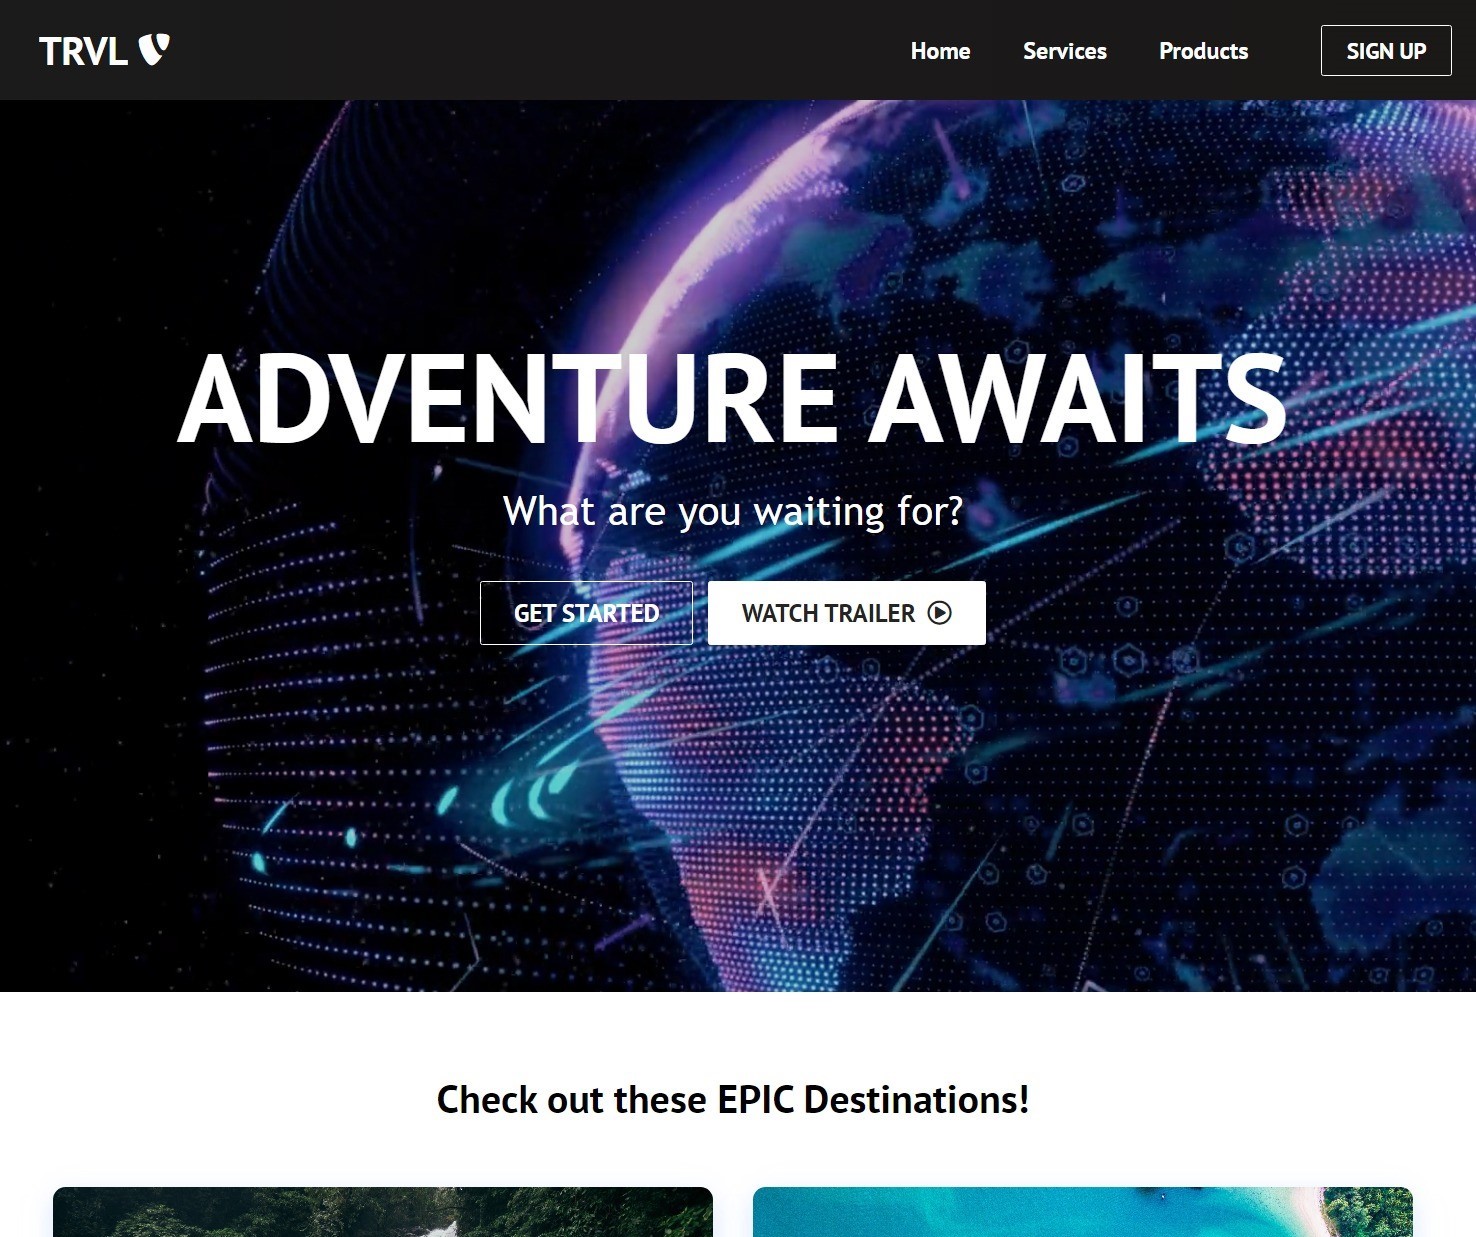 TRVL
Home Services Products SIGN UP
ADVENTURE AWAITS
What are you waiting for?
GET STARTED WATCH TRAILER
Check out these EPIC Destinations!